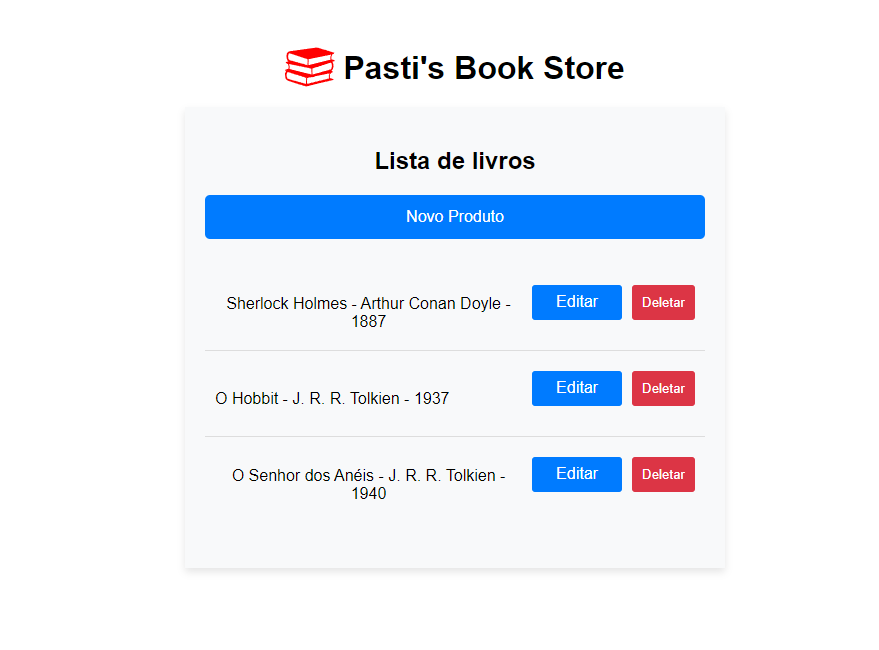 Pasti's Book Store
Lista de livros
Novo Produto
Sherlock Holmes - Arthur Conan Doyle -
1887
Editar
Deletar
O Hobbit - J. R. R. Tolkien - 1937
Editar
Deletar
O Senhor dos Anéis - J. R. R. Tolkien -
1940
Editar
Deletar